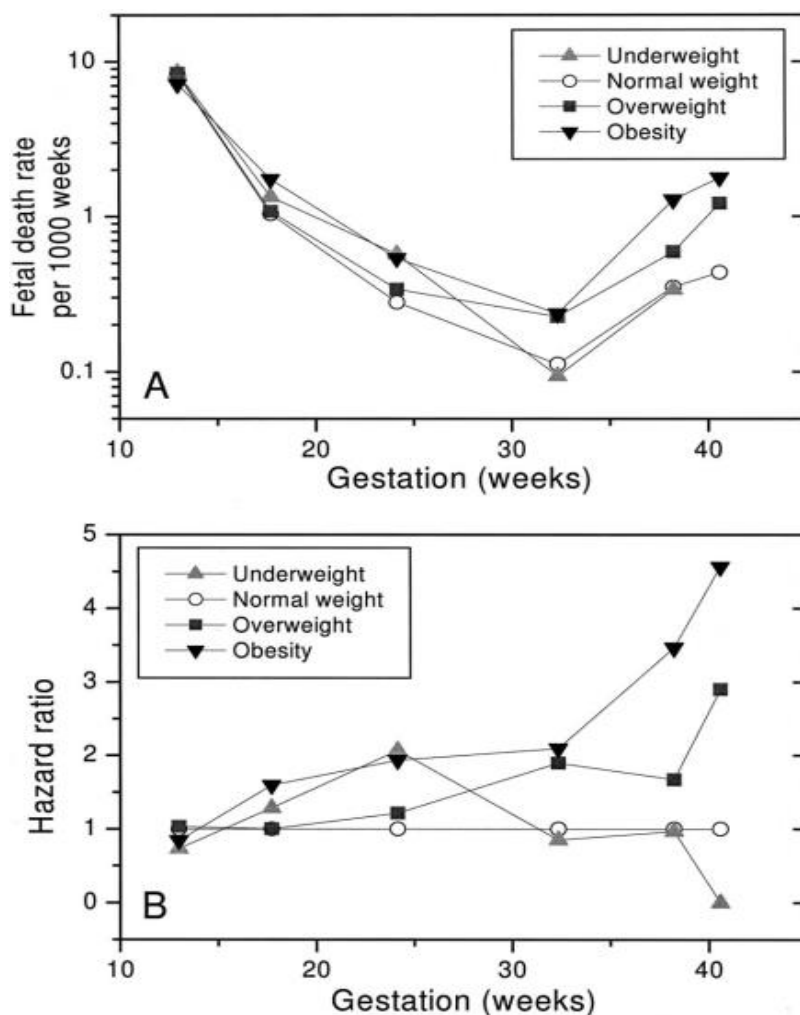 10
1
0.1
Fetal death rate
per 1000 weeks
Underweight
Normal weight
Overweight
Obesity
A
10 20 30 40
Gestation (weeks)
5
4
3
2
1
0
Hazard ratio
Underweight
Normal weight
Overweight
Obesity
B
10 20 30 40
Gestation (weeks)